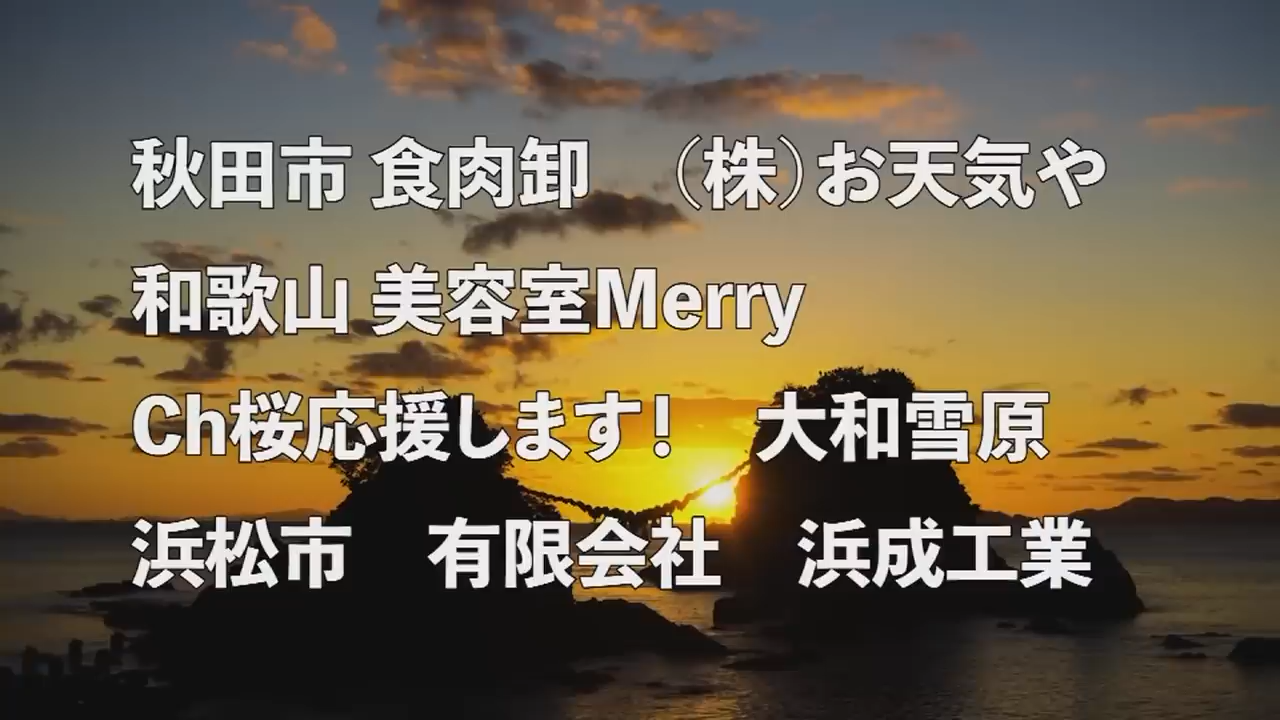 秋田市 食肉卸　（株）お天気や
和歌山 美容室Merry
Ch桜応援します！　大和雪原
浜松市　有限会社　浜成工業